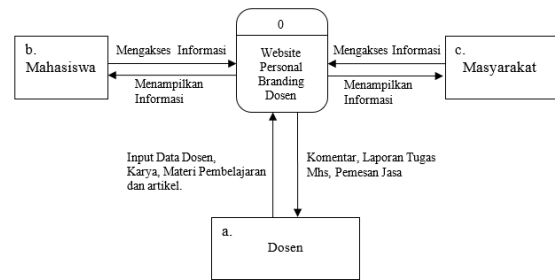 0
Website
Personal
Branding
Dosen
b.
Mahasiswa
Mengakses Informasi
Menampilkan
Informasi
Mengakses Informasi
Menampilkan
Informasi
c.
Masyarakat
Input Data Dosen,
Karya, Materi Pembelajaran
dan artikel.
Komentar, Laporan Tugas
Mhs, Pemesan Jasa
a.
Dosen